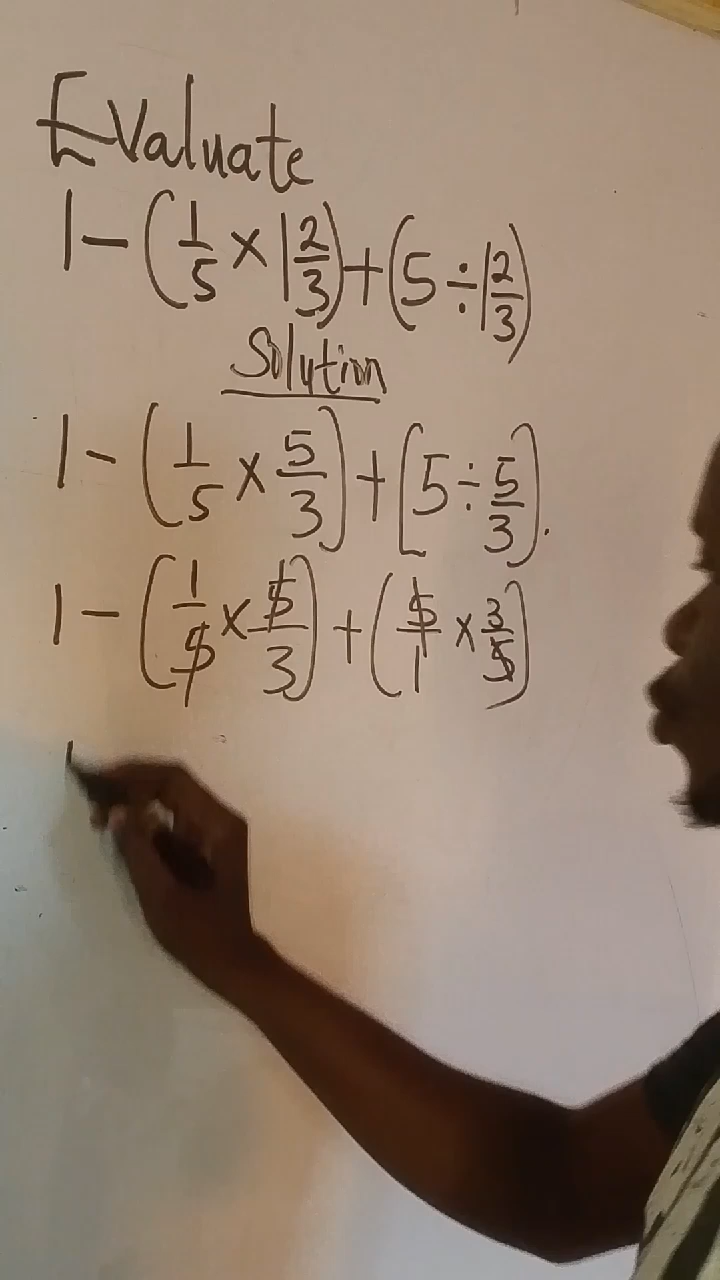 Evaluate
1 - (1/5 × 1 2/3) + (5 ÷ 1 2/3)
Solution
1 - (1/5 × 5/3) + [5 ÷ 5/3).
1 - (1/5 × 5/3) + (5/1 × 3/5)
1